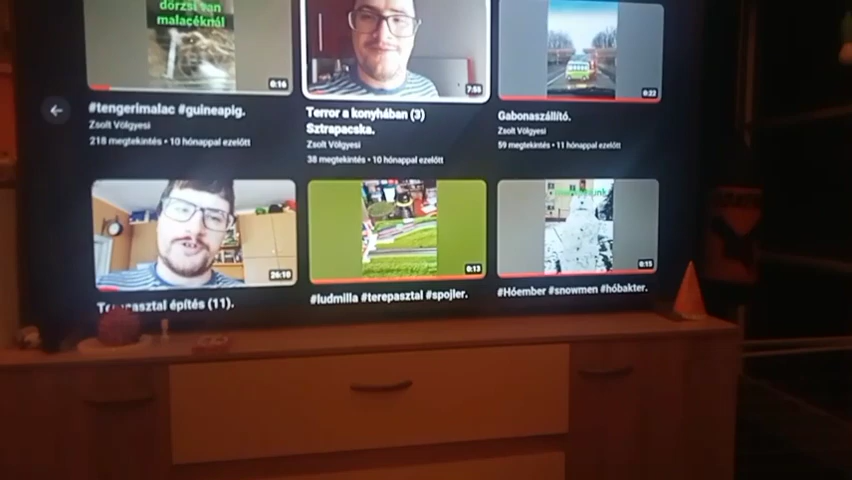 dörzsi van
malacéknál
0:16
7:55
0:22
#tengerimalac #guineapig.
Zsolt Völgyesi
218 megtekintés • 10 hónappal ezelőtt
Terror a konyhában (3)
Sztrapacska.
Zsolt Völgyesi
38 megtekintés • 10 hónappal ezelőtt
Gabonaszállító.
Zsolt Völgyesi
59 megtekintés • 11 hónappal ezelőtt
26:10
0:13
0:15
építés (11).
#ludmilla #terepasztal #spojler.
#Hóember #snowmen #hóbakter.